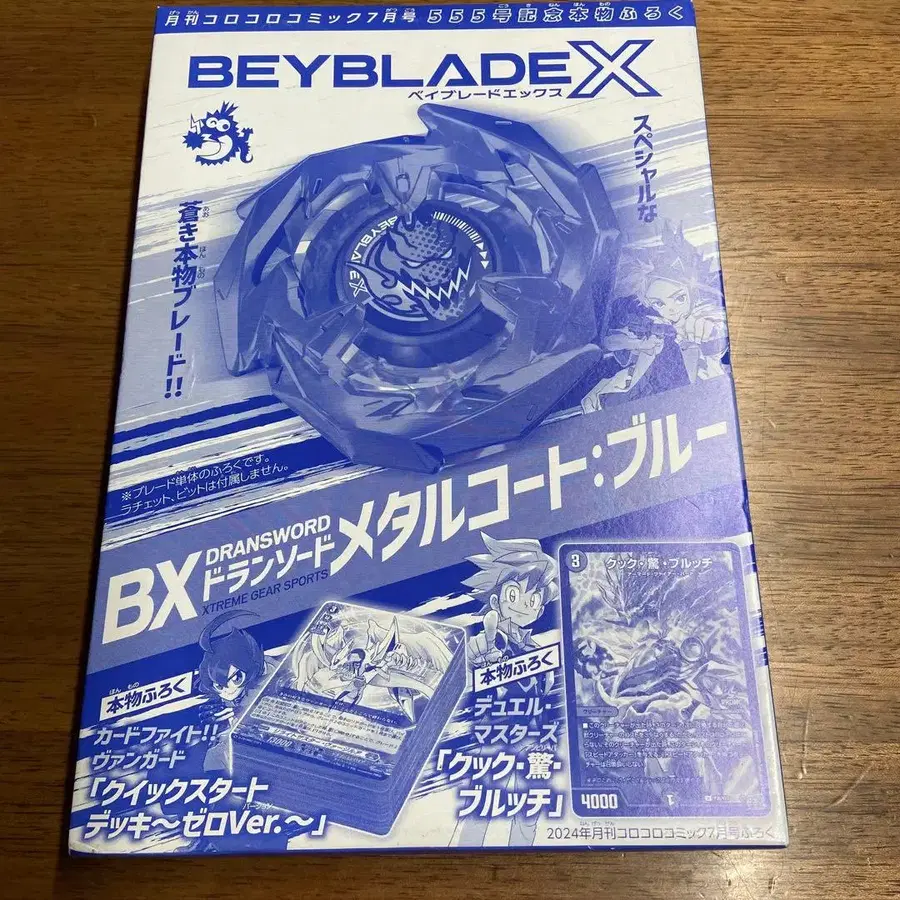 月刊コロコロコミック7月号 555号記念本物ふろく
BEYBLADE X
ベイブレードエックス
スペシャルな
蒼き本物ブレード!!
BEYBLADE X
※ブレード単体のふろくです。
ラチェット、ビットは付属しません。
BX
DRANSWORD
ドランソード
XTREME GEAR SPORTS
メタルコート:ブルー
本物ふろく
カードファイト!!
ヴァンガード
「クイックスタート
デッキ〜ゼロVer.〜」
本物ふろく
デュエル・
マスターズ
「クック・驚・
ブルッチ」
3
クック・驚・ブルッチ
クリーチャー
4000
2024年月刊コロコロコミック7月号ふろく